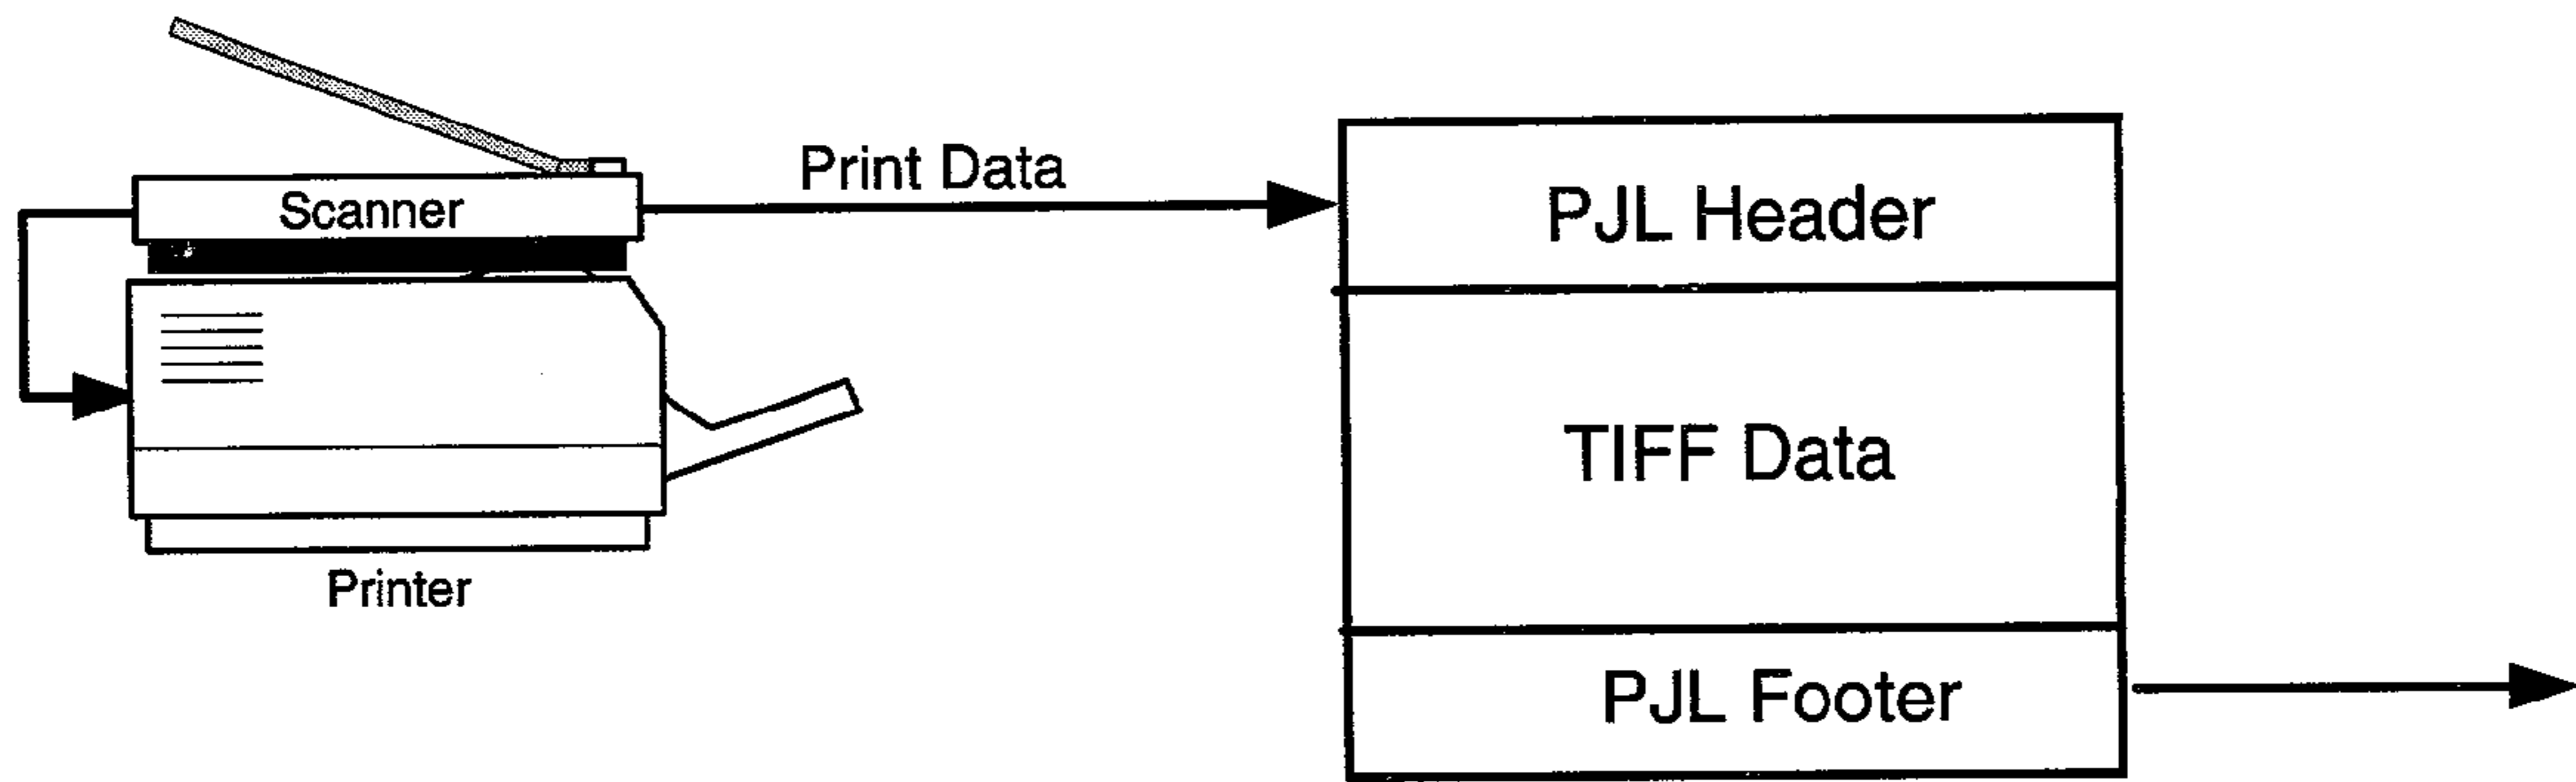 Print Data
Scanner
PJL Header
TIFF Data
Printer
PJL Footer